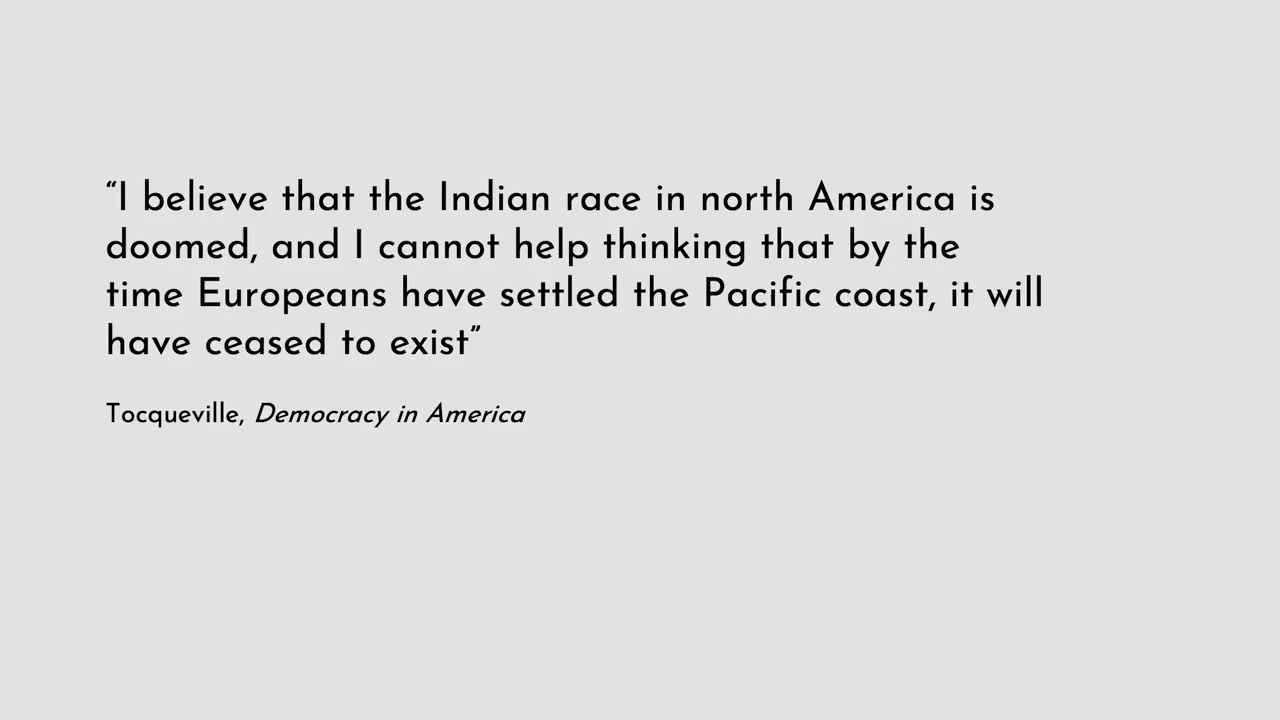 “I believe that the Indian race in north America is
doomed, and I cannot help thinking that by the
time Europeans have settled the Pacific coast, it will
have ceased to exist”
Tocqueville, Democracy in America